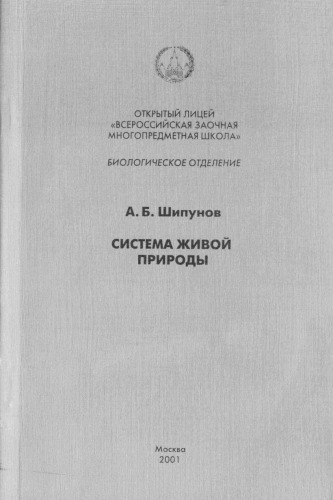 ОТКРЫТЫЙ ЛИЦЕЙ
«ВСЕРОССИЙСКАЯ ЗАОЧНАЯ
МНОГОПРЕДМЕТНАЯ ШКОЛА»
БИОЛОГИЧЕСКОЕ ОТДЕЛЕНИЕ
А. Б. Шипунов
СИСТЕМА ЖИВОЙ
ПРИРОДЫ
Москва
2001